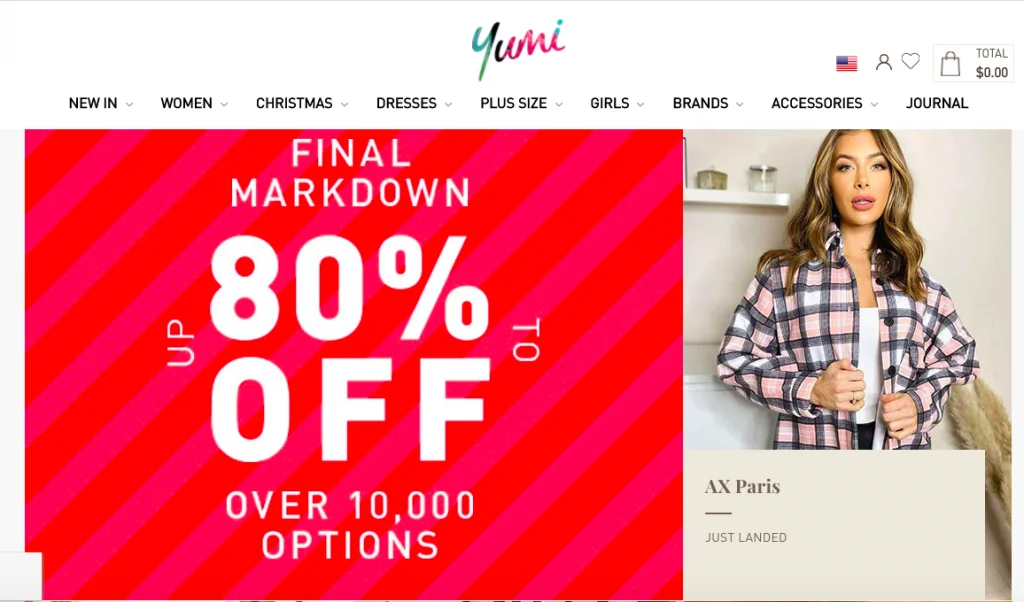 Yumi
TOTAL
$0.00
NEW IN
WOMEN
CHRISTMAS
DRESSES
PLUS SIZE
GIRLS
BRANDS
ACCESSORIES
JOURNAL
FINAL
MARKDOWN
UP
TO
80%
OFF
OVER 10,000
OPTIONS
AX Paris
JUST LANDED